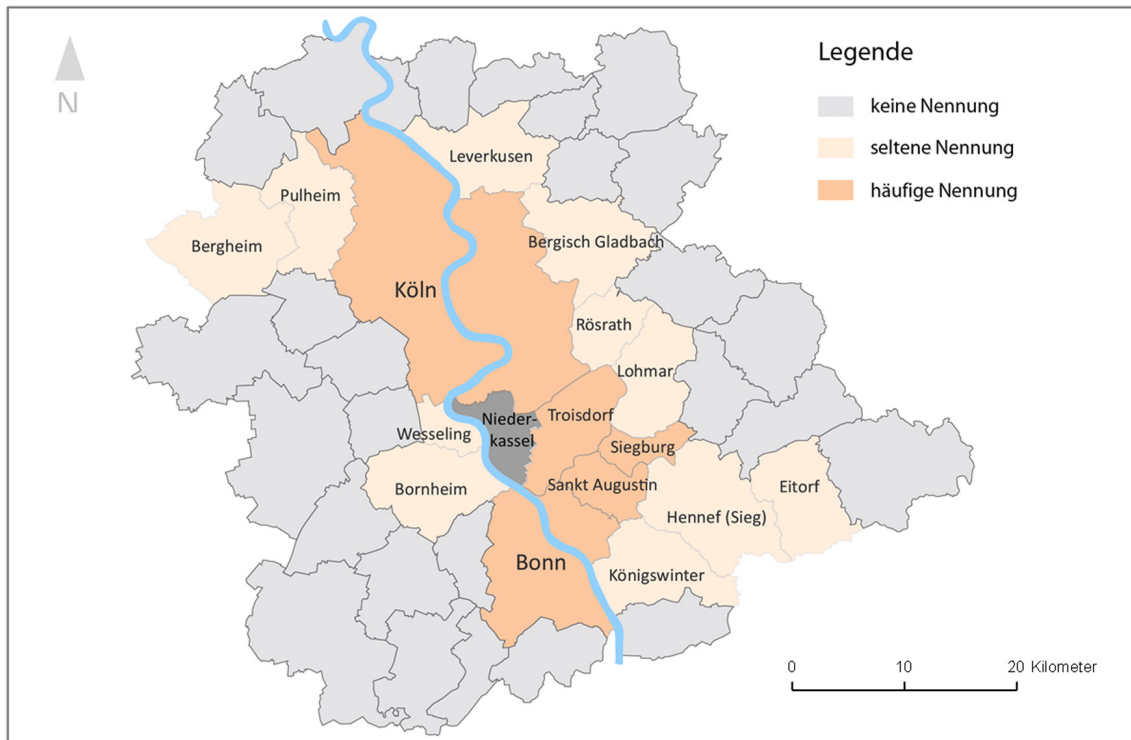 N
Legende
keine Nennung
seltene Nennung
häufige Nennung
Leverkusen
Pulheim
Bergheim
Bergisch Gladbach
Köln
Rösrath
Lohmar
Troisdorf
Nieder-
kassel
Wesseling
Siegburg
Bornheim
Sankt Augustin
Eitorf
Hennef (Sieg)
Bonn
Königswinter
0 10 20 Kilometer